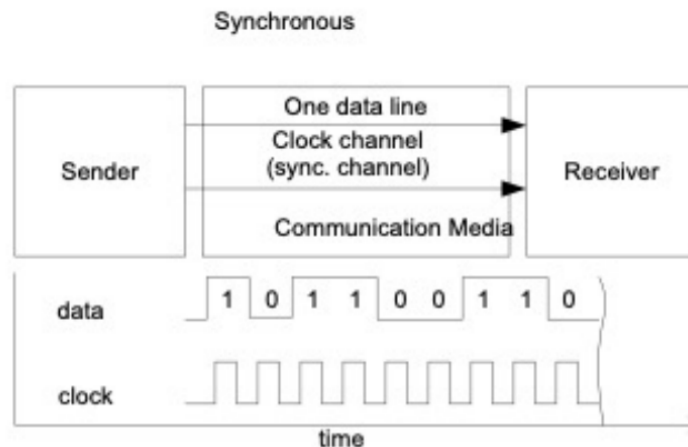 Synchronous
One data line
Clock channel
(sync. channel)
Sender
Receiver
Communication Media
data
1 0 1 1 0 0 1 1 0
clock
time